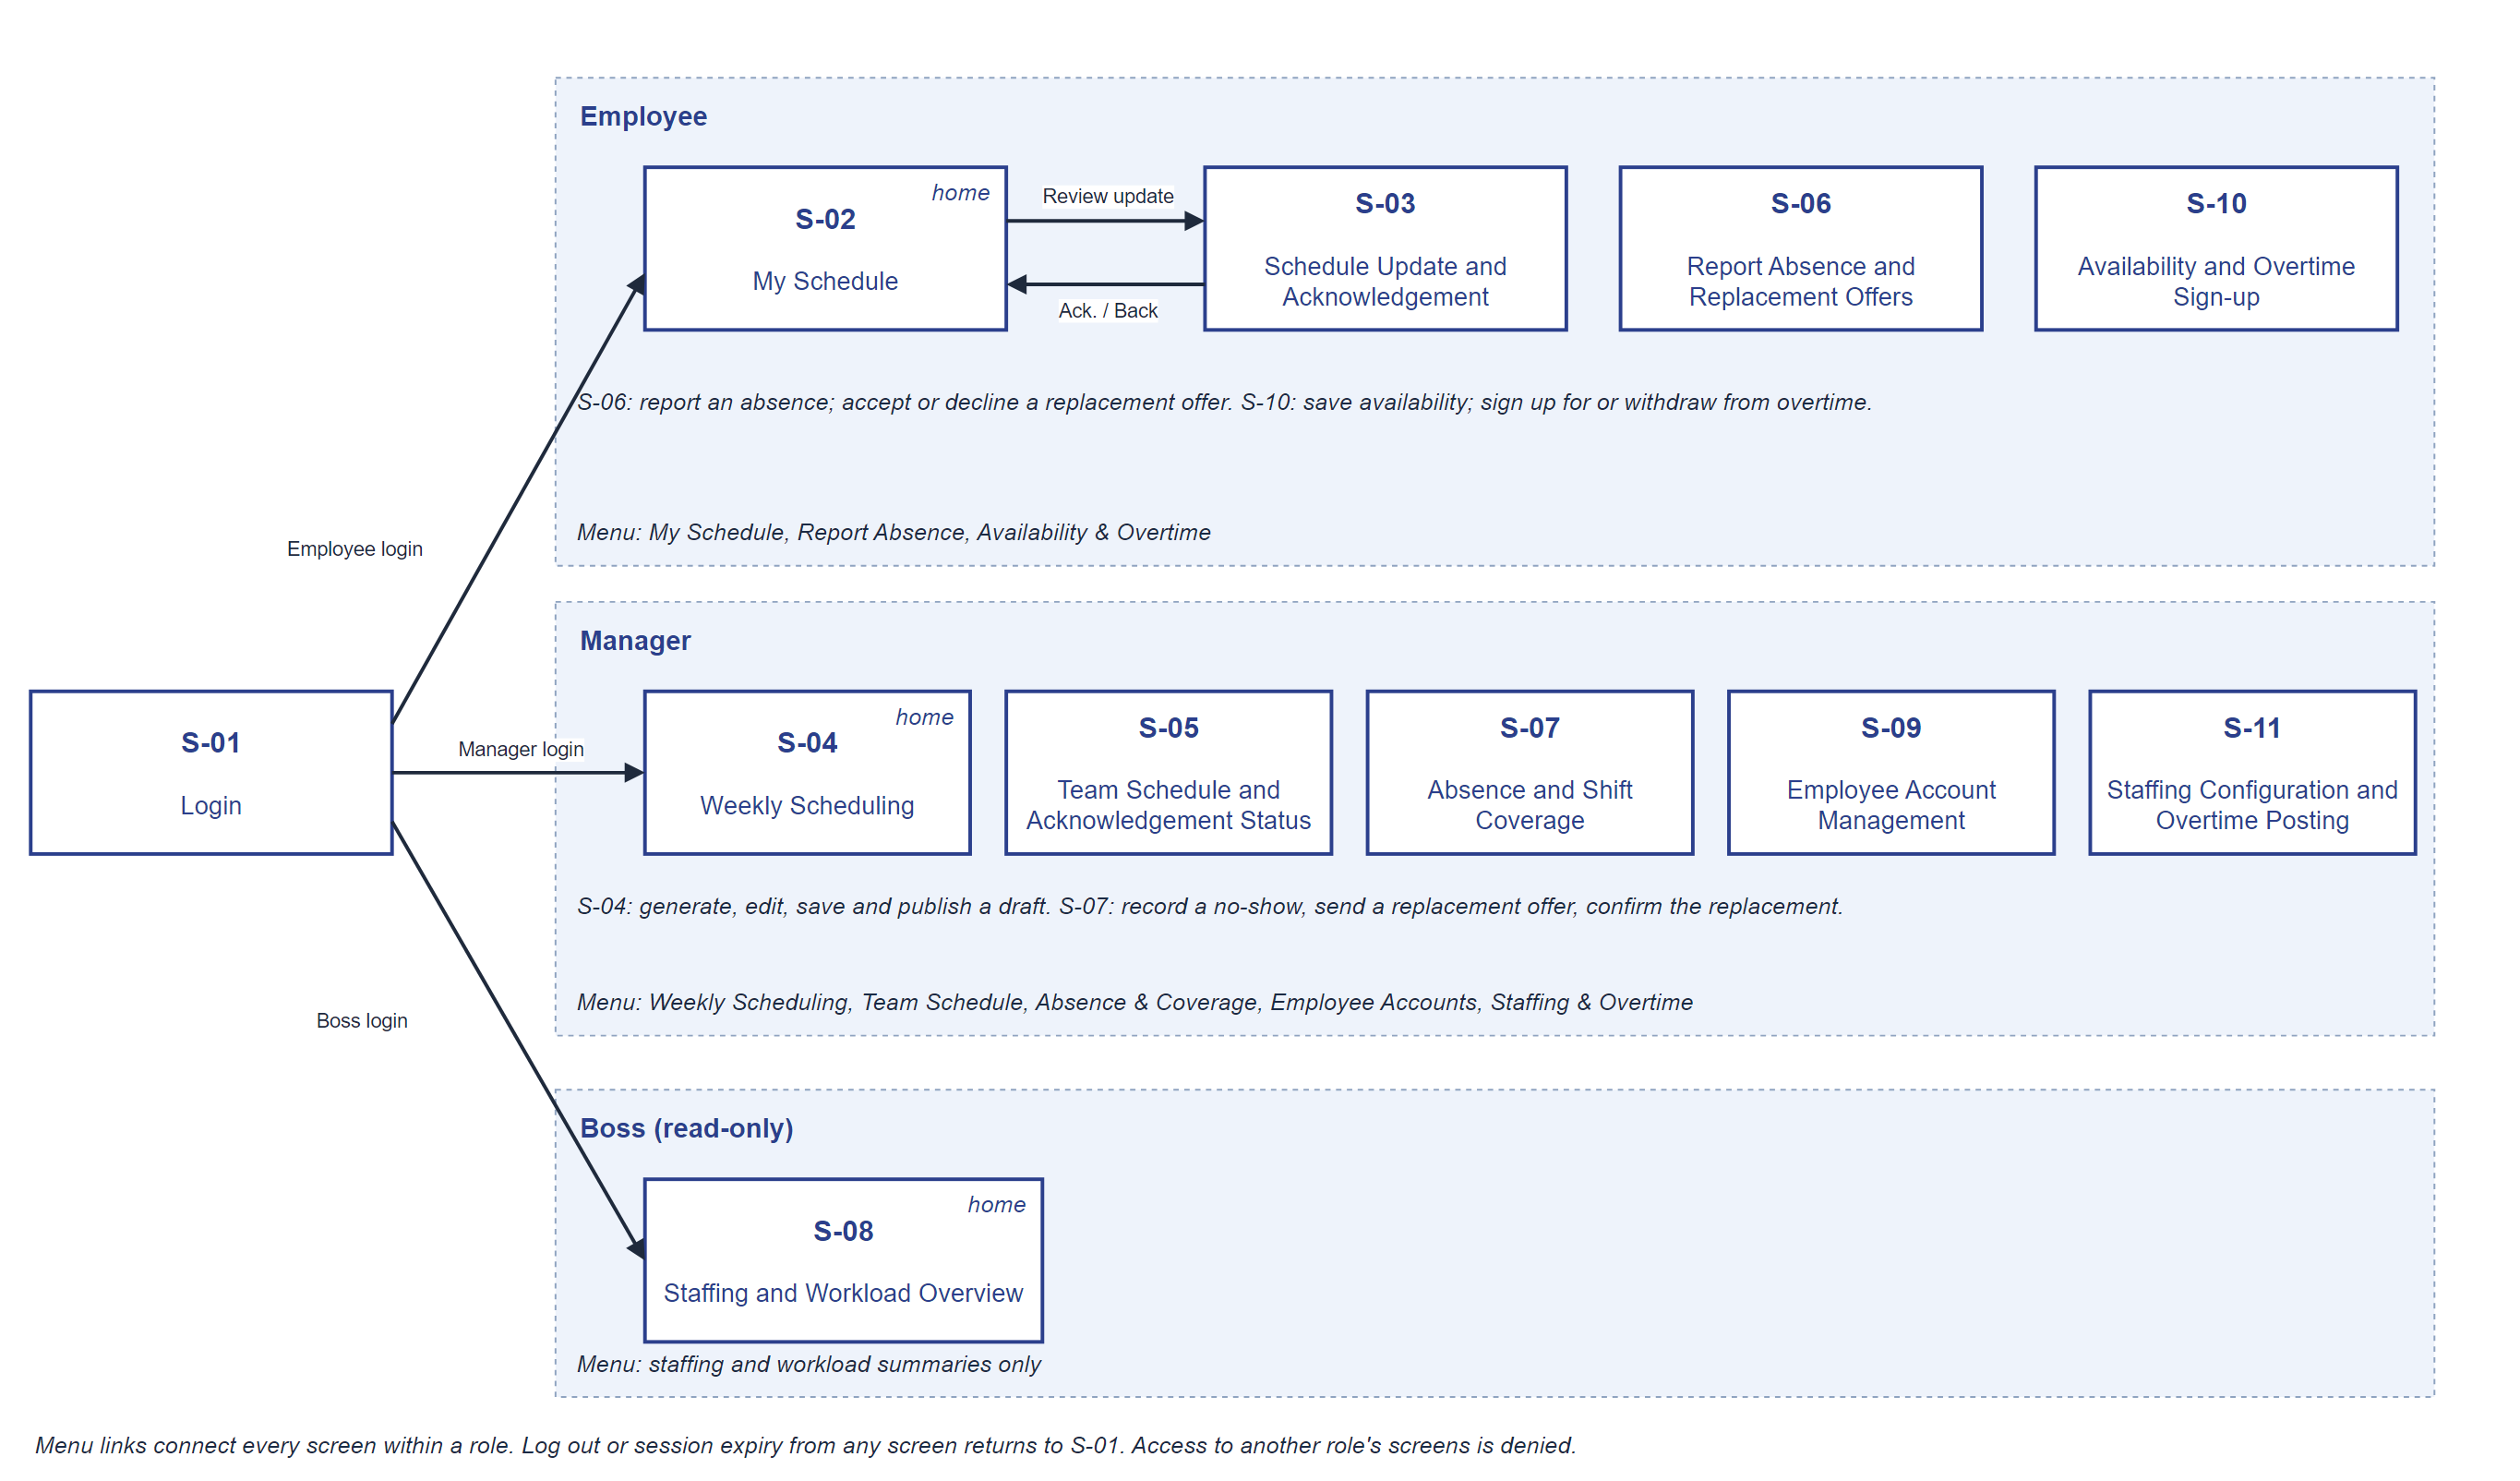 Employee
home
S-02
My Schedule
Review update
Ack. / Back
S-03
Schedule Update and
Acknowledgement
S-06
Report Absence and
Replacement Offers
S-10
Availability and Overtime
Sign-up
S-06: report an absence; accept or decline a replacement offer. S-10: save availability; sign up for or withdraw from overtime.
Menu: My Schedule, Report Absence, Availability & Overtime
Employee login
Manager
S-01
Login
Manager login
home
S-04
Weekly Scheduling
S-05
Team Schedule and
Acknowledgement Status
S-07
Absence and Shift
Coverage
S-09
Employee Account
Management
S-11
Staffing Configuration and
Overtime Posting
S-04: generate, edit, save and publish a draft. S-07: record a no-show, send a replacement offer, confirm the replacement.
Menu: Weekly Scheduling, Team Schedule, Absence & Coverage, Employee Accounts, Staffing & Overtime
Boss login
Boss (read-only)
home
S-08
Staffing and Workload Overview
Menu: staffing and workload summaries only
Menu links connect every screen within a role. Log out or session expiry from any screen returns to S-01. Access to another role's screens is denied.